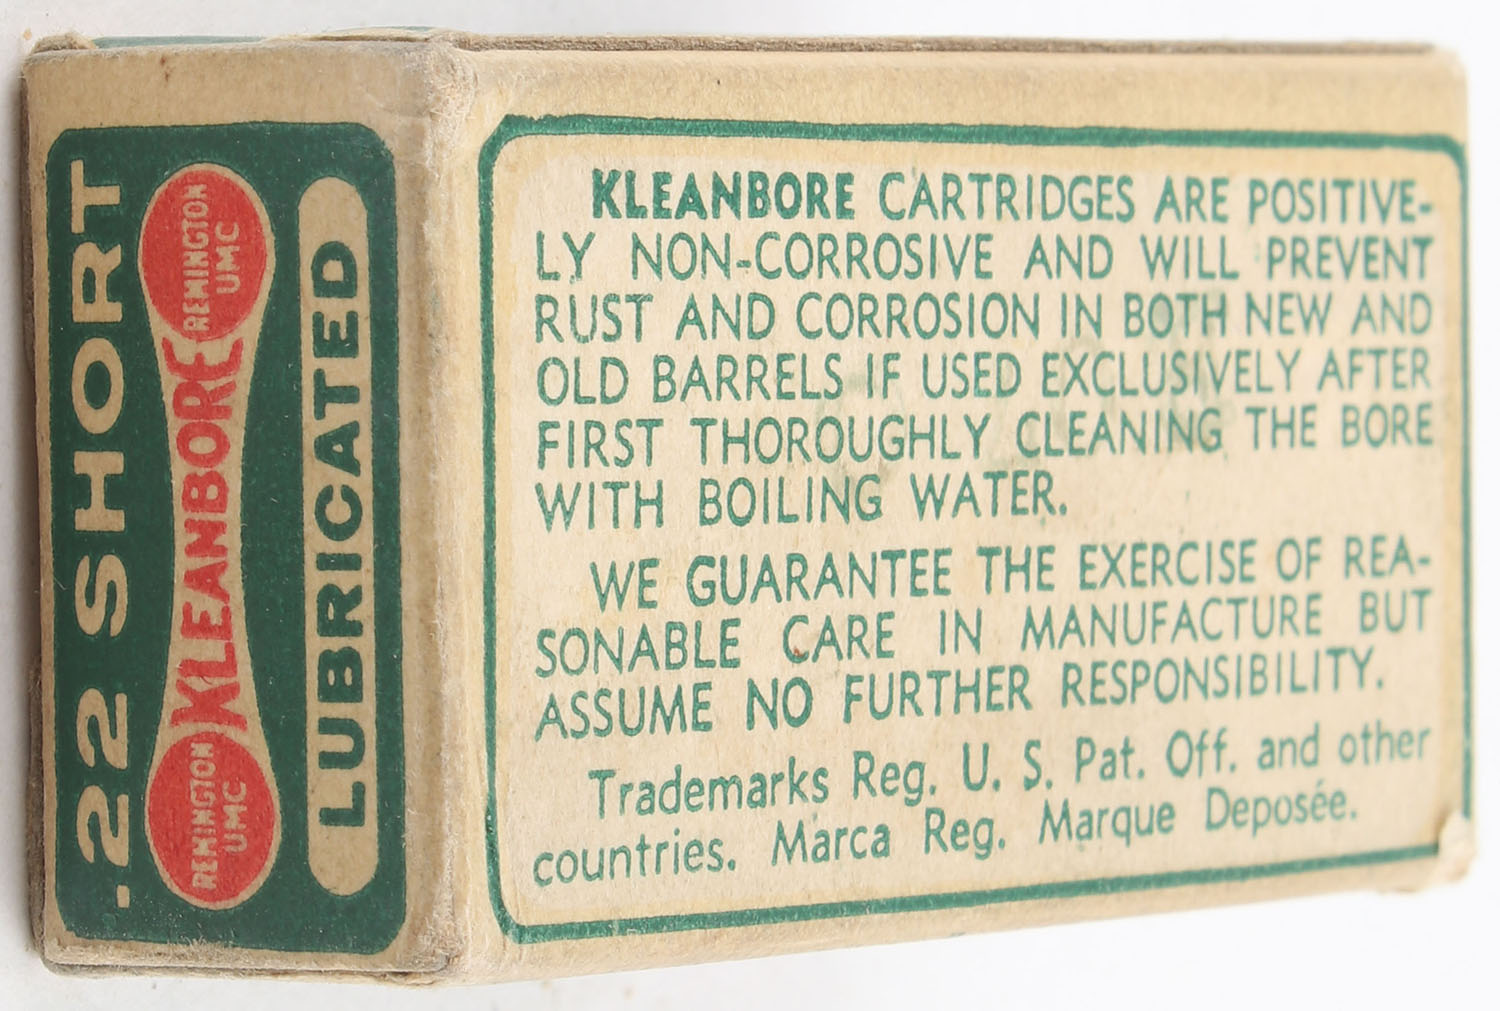 .22 SHORT
REMINGTON
UMC
KLEANBORE
REMINGTON
UMC
LUBRICATED
KLEANBORE CARTRIDGES ARE POSITIVE-
LY NON-CORROSIVE AND WILL PREVENT
RUST AND CORROSION IN BOTH NEW AND
OLD BARRELS IF USED EXCLUSIVELY AFTER
FIRST THOROUGHLY CLEANING THE BORE
WITH BOILING WATER.
WE GUARANTEE THE EXERCISE OF REA-
SONABLE CARE IN MANUFACTURE BUT
ASSUME NO FURTHER RESPONSIBILITY.
Trademarks Reg. U. S. Pat. Off. and other
countries. Marca Reg. Marque Deposée.